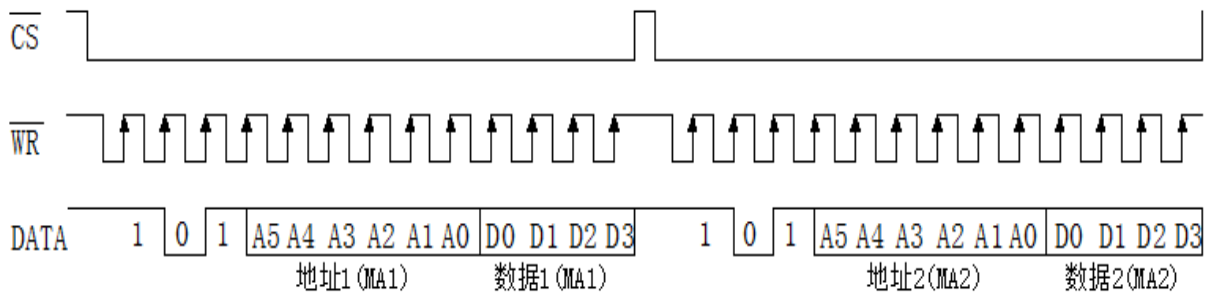 CS
WR
DATA 1 0 1 A5 A4 A3 A2 A1 A0 D0 D1 D2 D3 1 0 1 A5 A4 A3 A2 A1 A0 D0 D1 D2 D3
地址1(MA1) 数据1(MA1) 地址2(MA2) 数据2(MA2)